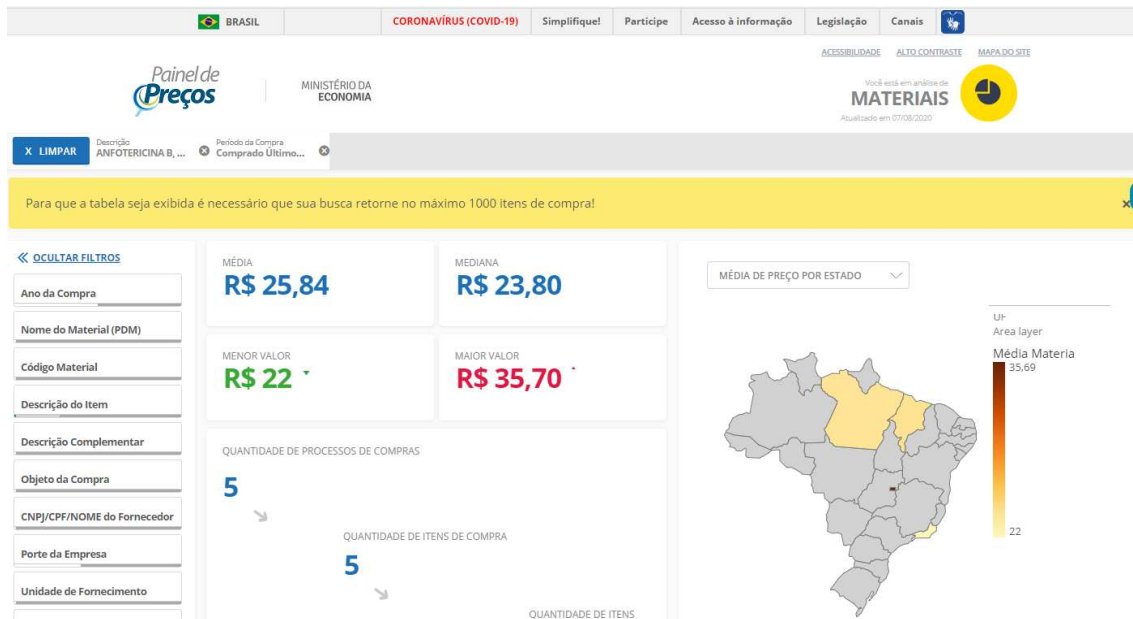 BRASIL
CORONAVÍRUS (COVID-19)
Simplifique!
Participe
Acesso à informação
Legislação
Canais
ACESSIBILIDADE
ALTO CONTRASTE
MAPA DO SITE
Painel de
Preços
MINISTÉRIO DA
ECONOMIA
Você está em análise de
MATERIAIS
Atualizado em 07/08/2020
X LIMPAR
Descrição
ANFOTERICINA B, ...
Período da Compra
Comprado Último...
Para que a tabela seja exibida é necessário que sua busca retorne no máximo 1000 itens de compra!
OCULTAR FILTROS
Ano da Compra
Nome do Material (PDM)
Código Material
Descrição do Item
Descrição Complementar
Objeto da Compra
CNPJ/CPF/NOME do Fornecedor
Porte da Empresa
Unidade de Fornecimento
MÉDIA
R$ 25,84
MEDIANA
R$ 23,80
MENOR VALOR
R$ 22
MAIOR VALOR
R$ 35,70
QUANTIDADE DE PROCESSOS DE COMPRAS
5
QUANTIDADE DE ITENS DE COMPRA
5
QUANTIDADE DE ITENS
MÉDIA DE PREÇO POR ESTADO
UF
Area layer
Média Materia
35,69
22